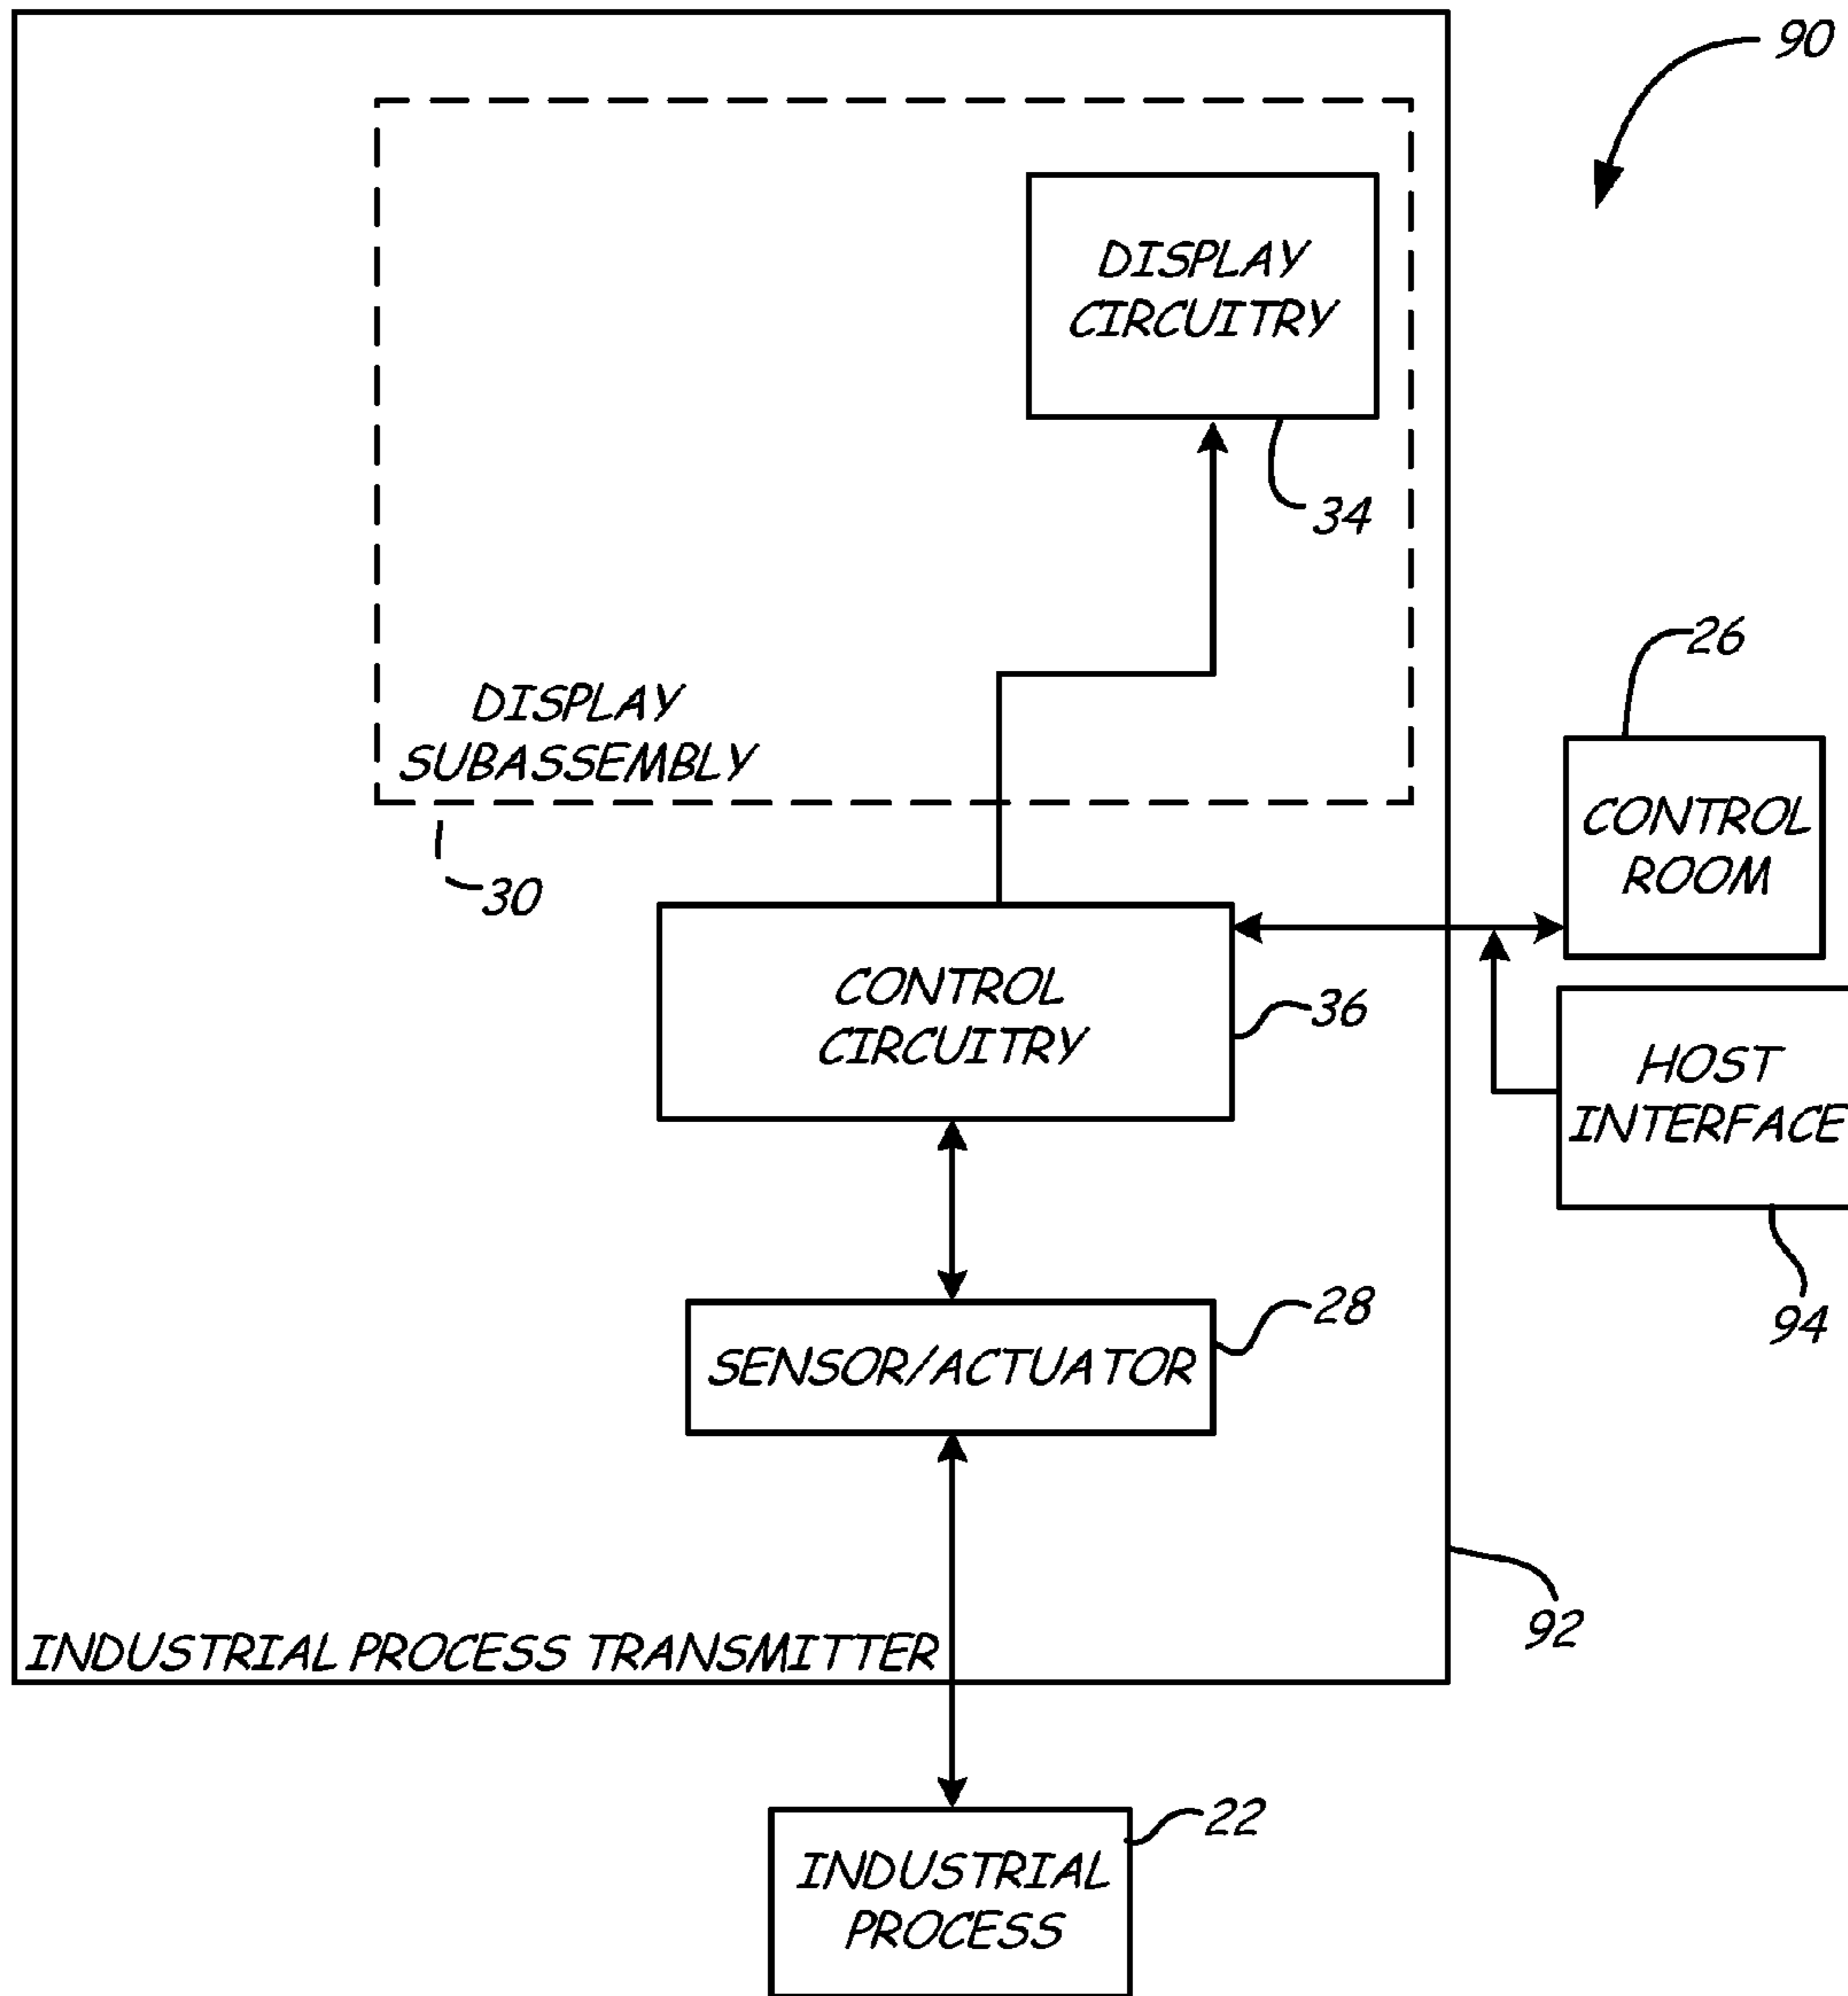 90
DISPLAY
CIRCUITRY
34
DISPLAY
SUBASSEMBLY
30
26
CONTROL
ROOM
CONTROL
CIRCUITRY
36
HOST
INTERFACE
94
SENSOR/ACTUATOR
28
92
INDUSTRIAL PROCESS TRANSMITTER
22
INDUSTRIAL
PROCESS